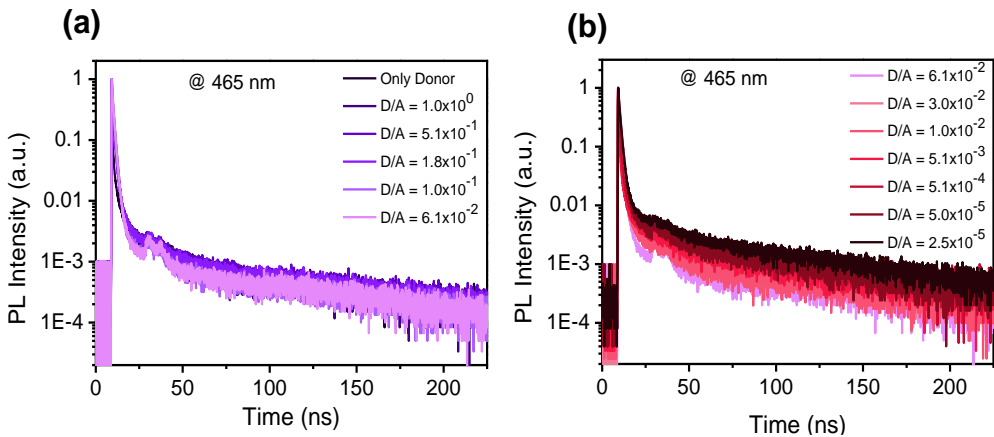 (a)
@ 465 nm
Only Donor
D/A = 1.0x10⁰
D/A = 5.1x10⁻¹
D/A = 1.8x10⁻¹
D/A = 1.0x10⁻¹
D/A = 6.1x10⁻²
PL Intensity (a.u.)
1
0.1
0.01
1E-3
1E-4
0 50 100 150 200
Time (ns)
(b)
@ 465 nm
D/A = 6.1x10⁻²
D/A = 3.0x10⁻²
D/A = 1.0x10⁻²
D/A = 5.1x10⁻³
D/A = 5.1x10⁻⁴
D/A = 5.0x10⁻⁵
D/A = 2.5x10⁻⁵
PL Intensity (a.u.)
1
0.1
0.01
1E-3
1E-4
0 50 100 150 200
Time (ns)